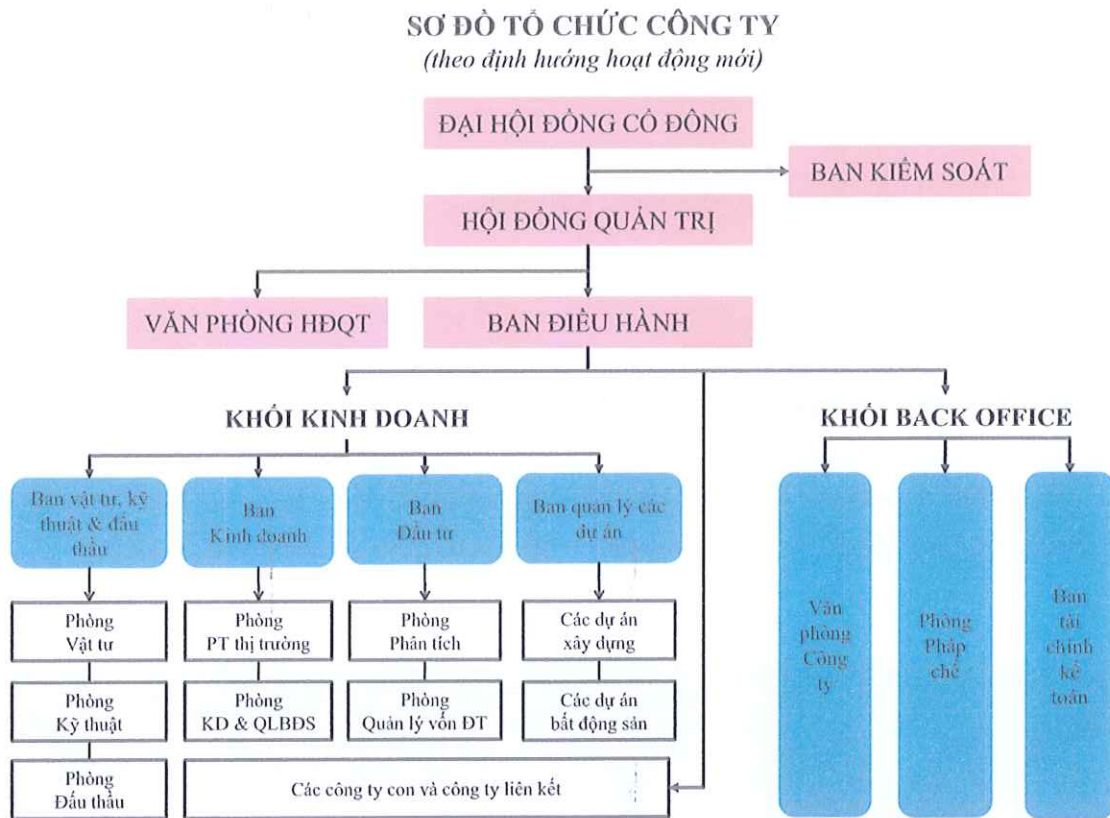 SƠ ĐỒ TỔ CHỨC CÔNG TY
(theo định hướng hoạt động mới)
ĐẠI HỘI ĐỒNG CỔ ĐÔNG
BAN KIỂM SOÁT
HỘI ĐỒNG QUẢN TRỊ
VĂN PHÒNG HĐQT
BAN ĐIỀU HÀNH
KHỐI KINH DOANH
KHỐI BACK OFFICE
Ban vật tư, kỹ
thuật & đấu
thầu
Ban
Kinh doanh
Ban
Đầu tư
Ban quản lý các
dự án
Phòng
Vật tư
Phòng
PT thị trường
Phòng
Phân tích
Các dự án
xây dựng
Phòng
Kỹ thuật
Phòng
KD & QLBĐS
Phòng
Quản lý vốn ĐT
Các dự án
bất động sản
Phòng
Đấu thầu
Các công ty con và công ty liên kết
Văn
phòng
Công
ty
Phòng
Pháp
chế
Ban
tài
chính
kế
toán